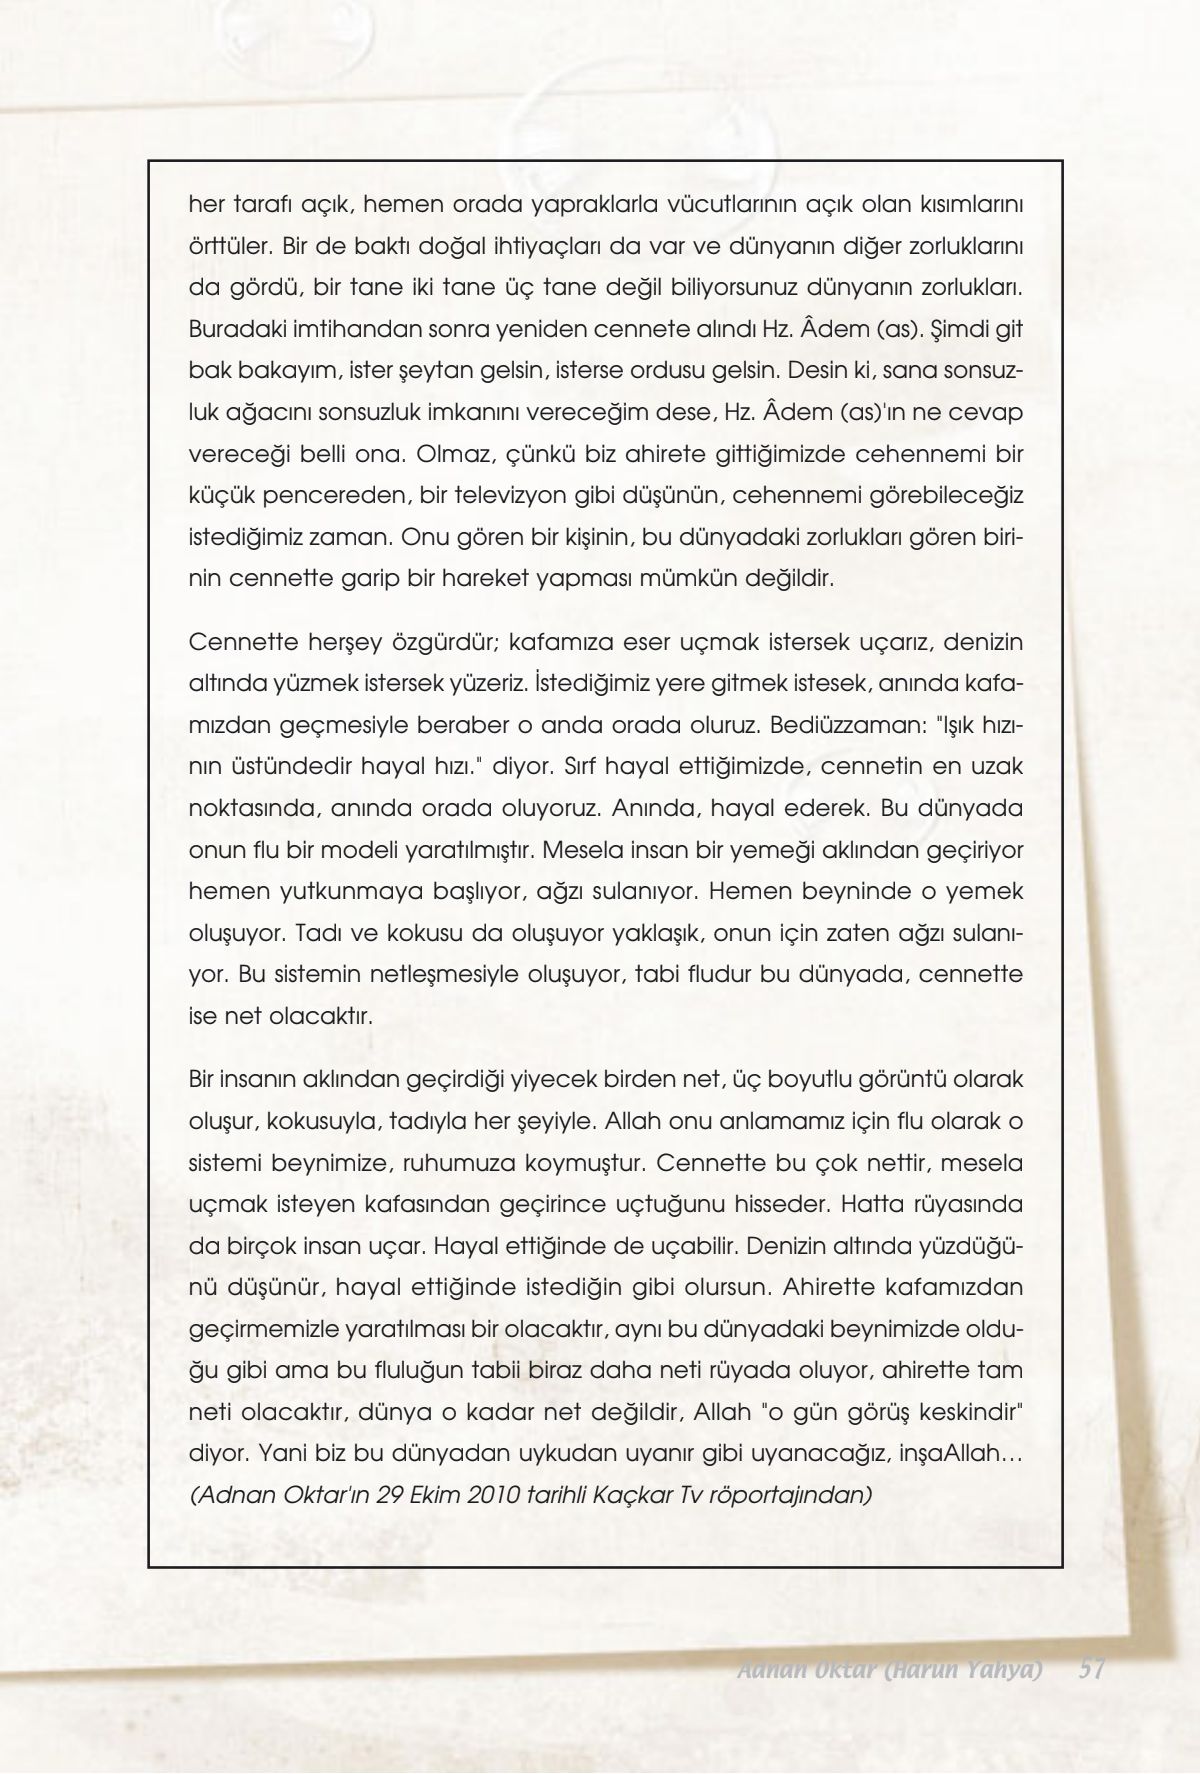 her tarafı açık, hemen orada yapraklarla vücutlarının açık olan kısımlarını
örttüler. Bir de baktı doğal ihtiyaçları da var ve dünyanın diğer zorluklarını
da gördü, bir tane iki tane üç tane değil biliyorsunuz dünyanın zorlukları.
Buradaki imtihandan sonra yeniden cennete alındı Hz. Âdem (as). Şimdi git
bak bakayım, ister şeytan gelsin, isterse ordusu gelsin. Desin ki, sana sonsuz-
luk ağacını sonsuzluk imkanını vereceğim dese, Hz. Âdem (as)'ın ne cevap
vereceği belli ona. Olmaz, çünkü biz ahirete gittiğimizde cehennemi bir
küçük pencereden, bir televizyon gibi düşünün, cehennemi görebileceğiz
istediğimiz zaman. Onu gören bir kişinin, bu dünyadaki zorlukları gören biri-
nin cennette garip bir hareket yapması mümkün değildir.
Cennette herşey özgürdür; kafamıza eser uçmak istersek uçarız, denizin
altında yüzmek istersek yüzeriz. İstediğimiz yere gitmek istesek, anında kafa-
mızdan geçmesiyle beraber o anda orada oluruz. Bediüzzaman: "Işık hızı-
nın üstündedir hayal hızı." diyor. Sırf hayal ettiğimizde, cennetin en uzak
noktasında, anında orada oluyoruz. Anında, hayal ederek. Bu dünyada
onun flu bir modeli yaratılmıştır. Mesela insan bir yemeği aklından geçiriyor
hemen yutkunmaya başlıyor, ağzı sulanıyor. Hemen beyninde o yemek
oluşuyor. Tadı ve kokusu da oluşuyor yaklaşık, onun için zaten ağzı sulanı-
yor. Bu sistemin netleşmesiyle oluşuyor, tabi fludur bu dünyada, cennette
ise net olacaktır.
Bir insanın aklından geçirdiği yiyecek birden net, üç boyutlu görüntü olarak
oluşur, kokusuyla, tadıyla her şeyiyle. Allah onu anlamamız için flu olarak o
sistemi beynimize, ruhumuza koymuştur. Cennette bu çok nettir, mesela
uçmak isteyen kafasından geçirince uçtuğunu hisseder. Hatta rüyasında
da birçok insan uçar. Hayal ettiğinde de uçabilir. Denizin altında yüzdüğü-
nü düşünür, hayal ettiğinde istediğin gibi olursun. Ahirette kafamızdan
geçirmemizle yaratılması bir olacaktır, aynı bu dünyadaki beynimizde oldu-
ğu gibi ama bu fluluğun tabii biraz daha neti rüyada oluyor, ahirette tam
neti olacaktır, dünya o kadar net değildir, Allah "o gün görüş keskindir"
diyor. Yani biz bu dünyadan uykudan uyanır gibi uyanacağız, inşaAllah…
(Adnan Oktar'ın 29 Ekim 2010 tarihli Kaçkar Tv röportajından)
Adnan Oktar (Harun Yahya) 57